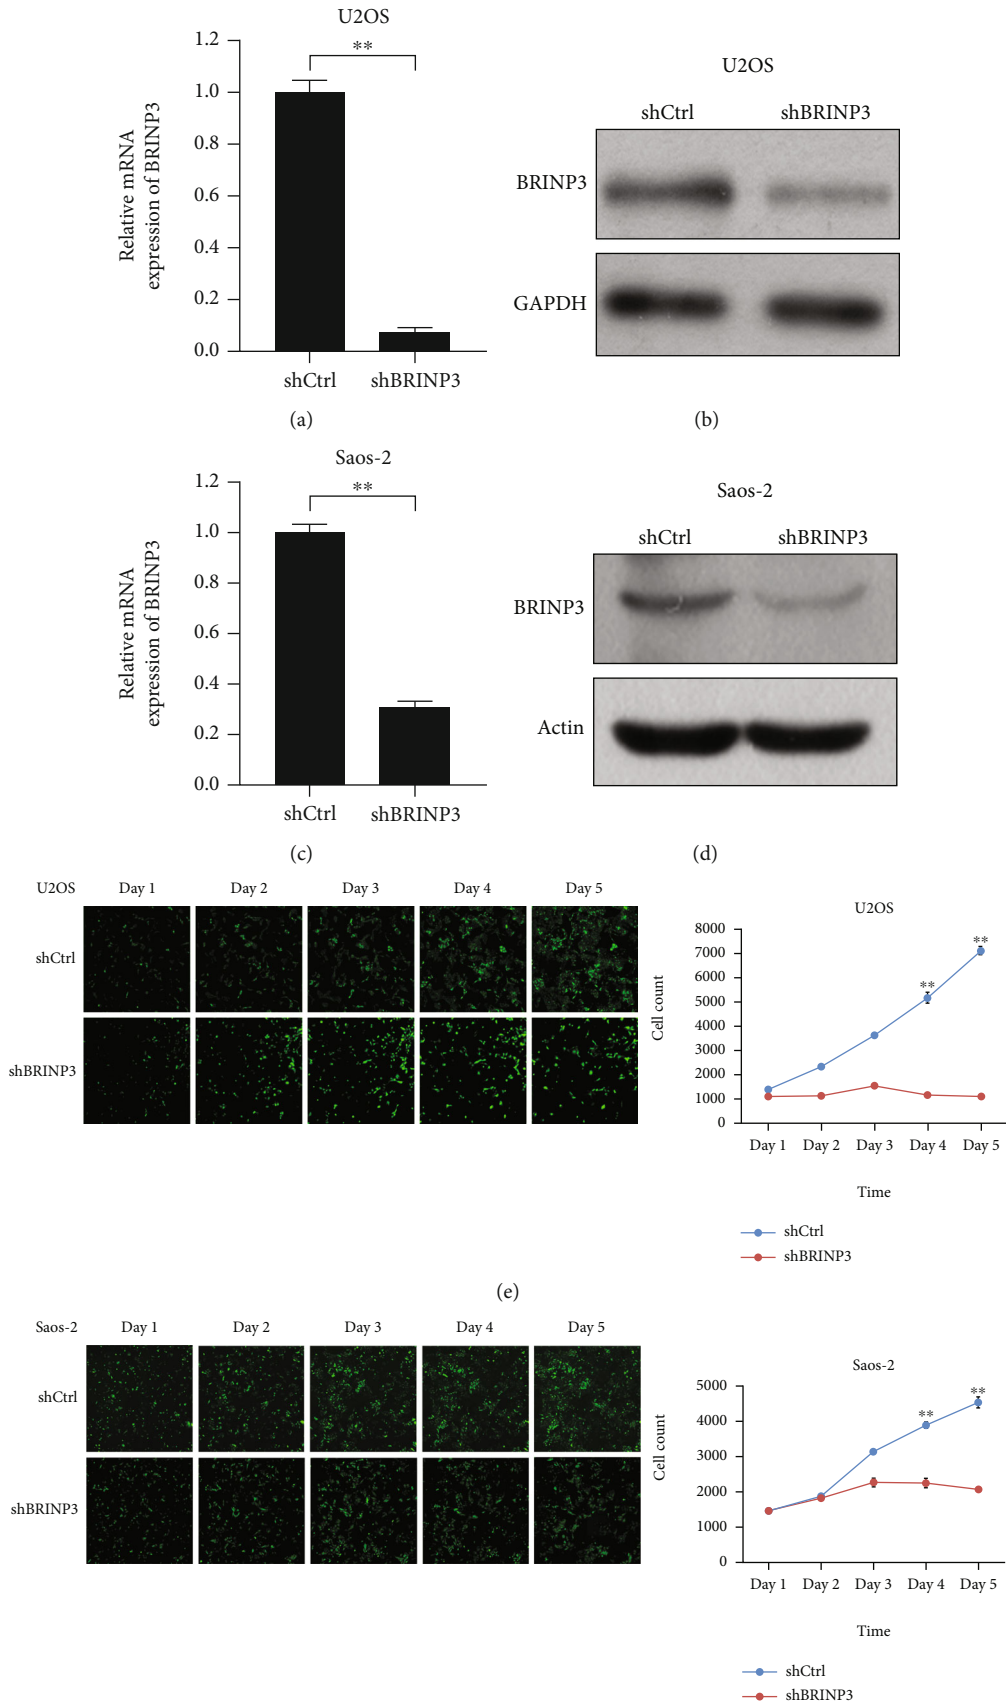 U2OS
**
1.2
1.0
0.8
0.6
0.4
0.2
0.0
Relative mRNA
expression of BRINP3
shCtrl
shBRINP3
(a)
U2OS
shCtrl
shBRINP3
BRINP3
GAPDH
(b)
Saos-2
**
1.2
1.0
0.8
0.6
0.4
0.2
0.0
Relative mRNA
expression of BRINP3
shCtrl
shBRINP3
(c)
Saos-2
shCtrl
shBRINP3
BRINP3
Actin
(d)
U2OS
Day 1
Day 2
Day 3
Day 4
Day 5
shCtrl
shBRINP3
U2OS
8000
7000
6000
5000
4000
3000
2000
1000
0
Cell count
**
**
Day 1
Day 2
Day 3
Day 4
Day 5
Time
shCtrl
shBRINP3
(e)
Saos-2
Day 1
Day 2
Day 3
Day 4
Day 5
shCtrl
shBRINP3
Saos-2
5000
4000
3000
2000
1000
0
Cell count
**
**
Day 1
Day 2
Day 3
Day 4
Day 5
Time
shCtrl
shBRINP3